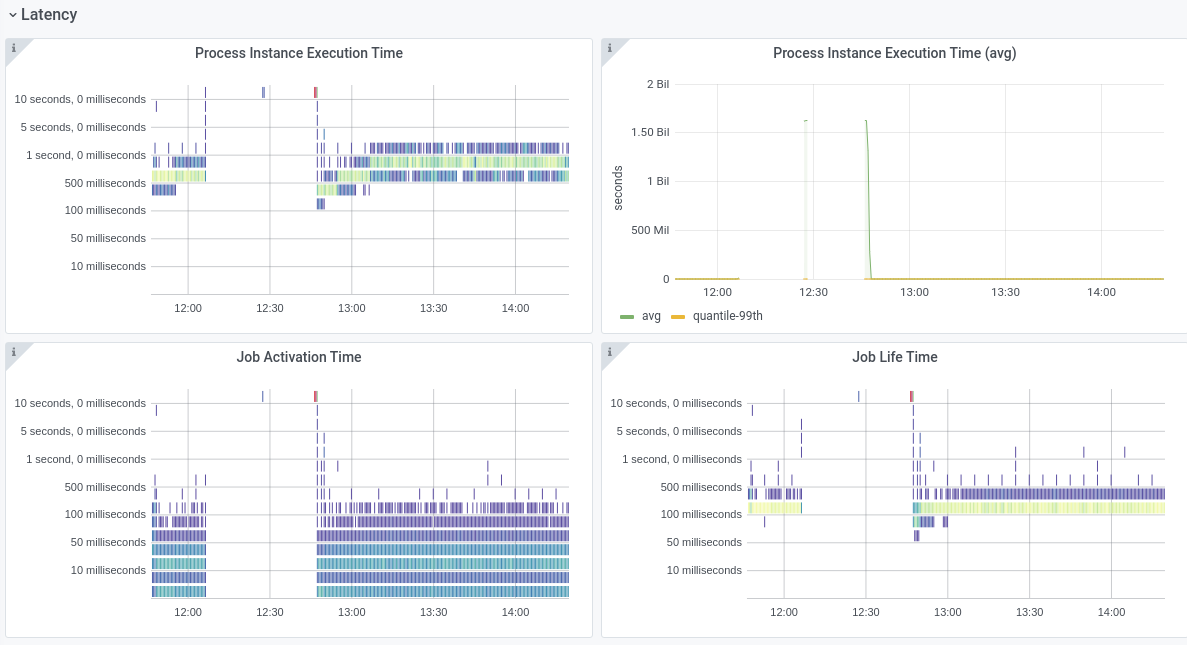 Latency
Process Instance Execution Time
10 seconds, 0 milliseconds
5 seconds, 0 milliseconds
1 second, 0 milliseconds
500 milliseconds
100 milliseconds
50 milliseconds
10 milliseconds
12:00 12:30 13:00 13:30 14:00
Process Instance Execution Time (avg)
seconds
2 Bil
1.50 Bil
1 Bil
500 Mil
0
12:00 12:30 13:00 13:30 14:00
avg quantile-99th
Job Activation Time
10 seconds, 0 milliseconds
5 seconds, 0 milliseconds
1 second, 0 milliseconds
500 milliseconds
100 milliseconds
50 milliseconds
10 milliseconds
12:00 12:30 13:00 13:30 14:00
Job Life Time
10 seconds, 0 milliseconds
5 seconds, 0 milliseconds
1 second, 0 milliseconds
500 milliseconds
100 milliseconds
50 milliseconds
10 milliseconds
12:00 12:30 13:00 13:30 14:00